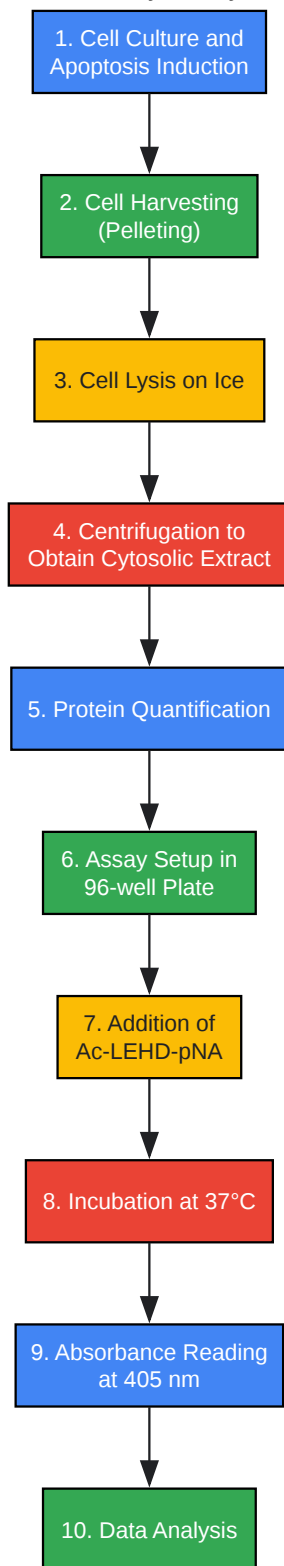 1. Cell Culture and
Apoptosis Induction
2. Cell Harvesting
(Pelleting)
3. Cell Lysis on Ice
4. Centrifugation to
Obtain Cytosolic Extract
5. Protein Quantification
6. Assay Setup in
96-well Plate
7. Addition of
Ac-LEHD-pNA
8. Incubation at 37°C
9. Absorbance Reading
at 405 nm
10. Data Analysis